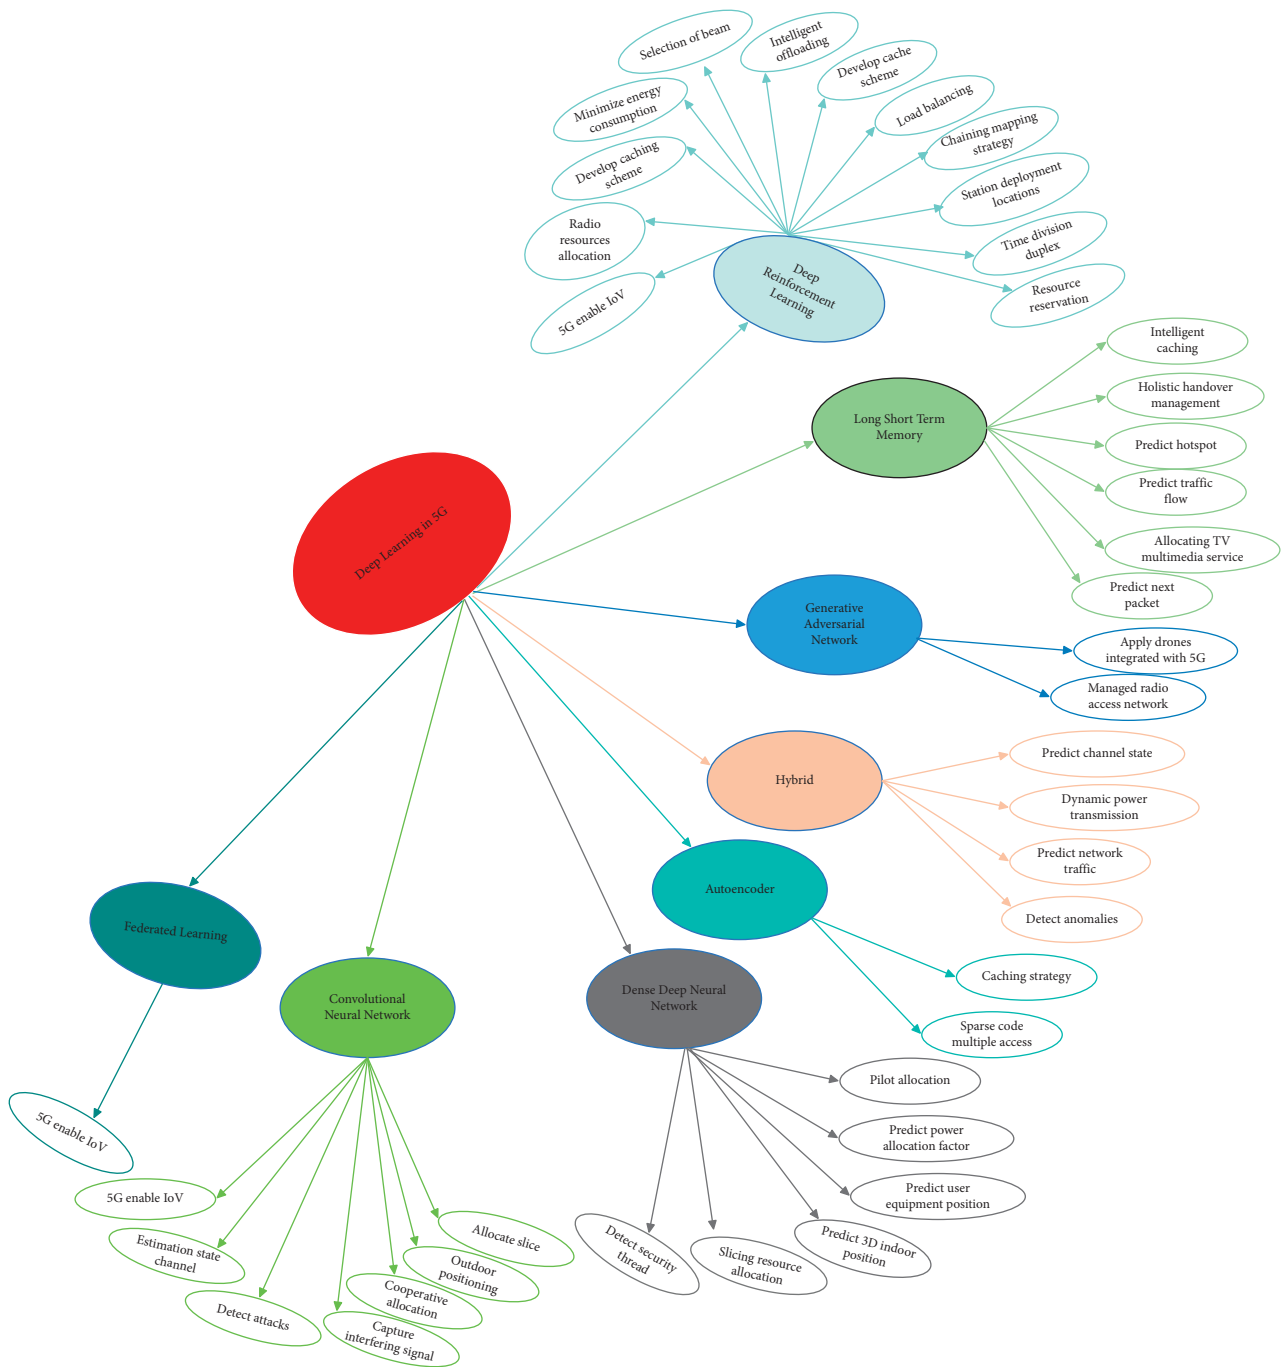 Selection of beam
Intelligent
offloading
Develop cache
scheme
Minimize energy
consumption
Load balancing
Chaining mapping
strategy
Develop caching
scheme
Station deployment
locations
Radio
resources
allocation
Time division
duplex
5G enable IoV
Deep
Reinforcement
Learning
Resource
reservation
Intelligent
caching
Holistic handover
management
Long Short Term
Memory
Predict hotspot
Predict traffic
flow
Allocating TV
multimedia service
Predict next
packet
Deep Learning in 5G
Generative
Adversarial
Network
Apply drones
integrated with 5G
Managed radio
access network
Hybrid
Predict channel state
Dynamic power
transmission
Predict network
traffic
Detect anomalies
Autoencoder
Caching strategy
Sparse code
multiple access
Federated Learning
Convolutional
Neural Network
Dense Deep Neural
Network
Pilot allocation
Predict power
allocation factor
Predict user
equipment position
Predict 3D indoor
position
Slicing resource
allocation
Detect security
thread
5G enable IoV
5G enable IoV
Estimation state
channel
Detect attacks
Capture
interfering signal
Cooperative
allocation
Outdoor
positioning
Allocate slice